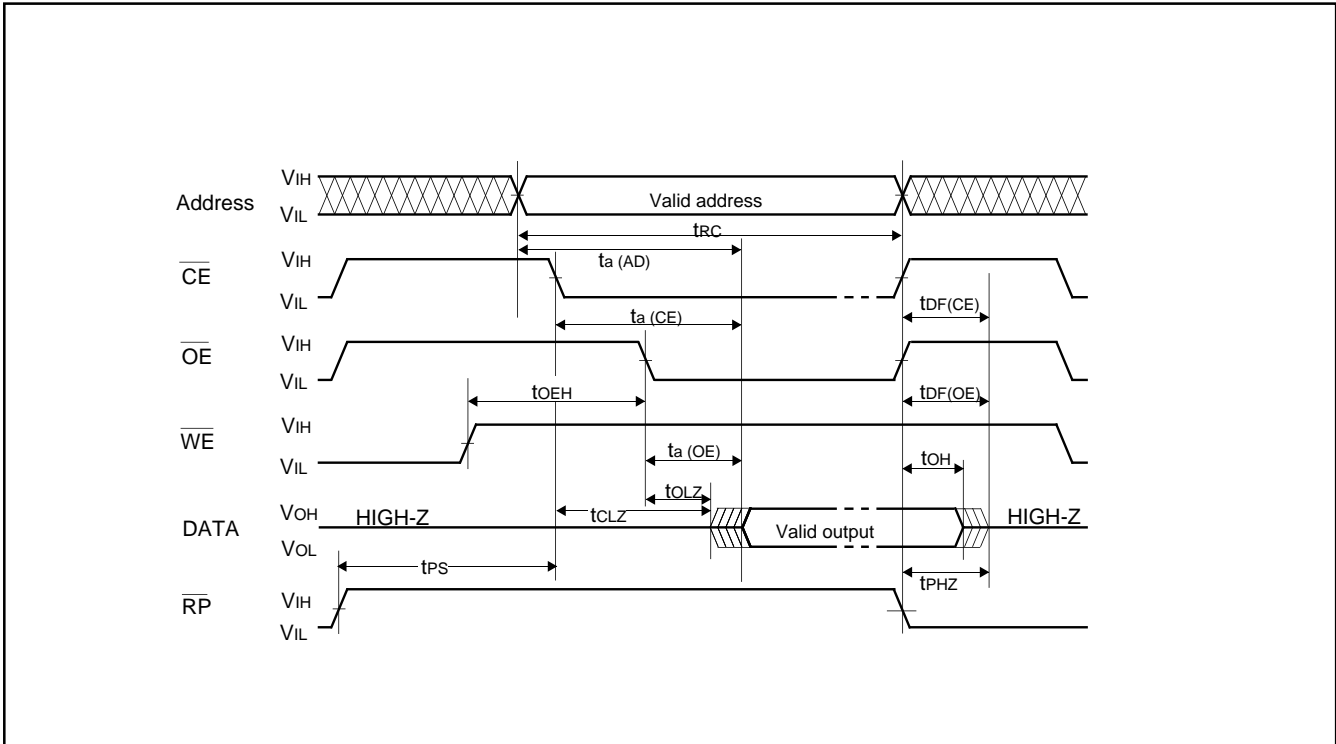 Address
VIH
VIL
Valid address
tRC
ta (AD)
CE
VIH
VIL
ta (CE)
tDF(CE)
OE
VIH
VIL
tOEH
tDF(OE)
WE
VIH
VIL
ta (OE)
tOH
tOLZ
tCLZ
DATA
VOH
VOL
HIGH-Z
Valid output
HIGH-Z
tPS
tPHZ
RP
VIH
VIL